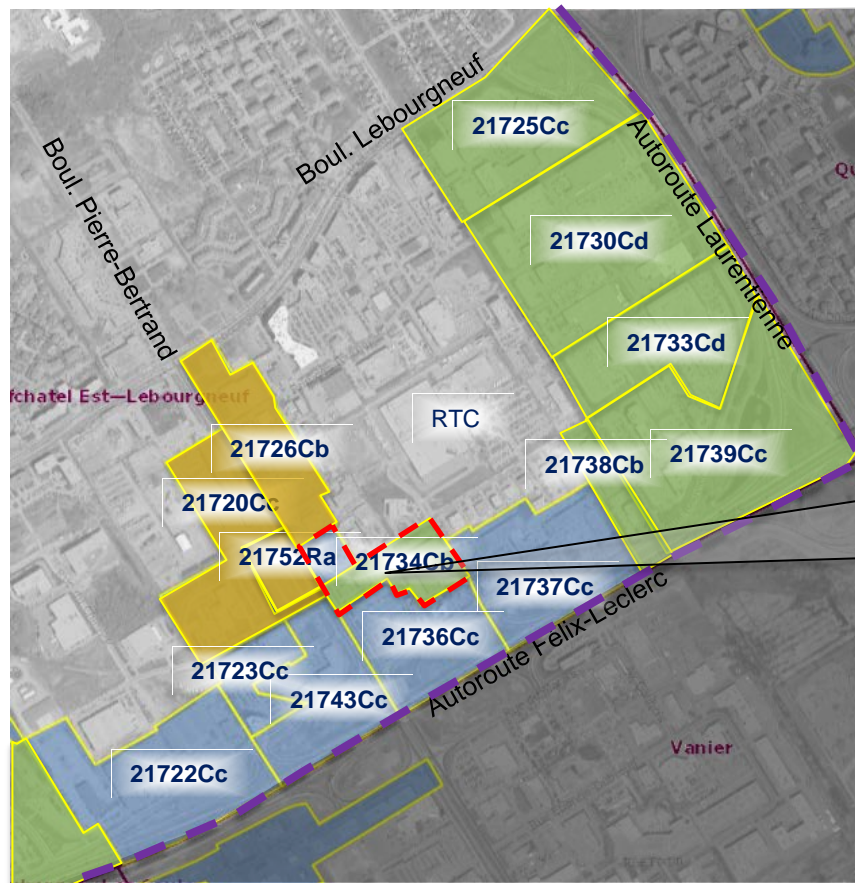 Boul. Lebourgneuf
21725Cc
Autoroute Laurentienne
Qu
Boul. Pierre-Bertrand
21730Cd
21733Cd
fchatel Est—Lebourgneuf
RTC
21726Cb
21738Cb
21739Cc
21720Cc
21752Ra
21734Cb
21737Cc
21736Cc
Autoroute Félix-Leclerc
21723Cc
21743Cc
Vanier
21722Cc